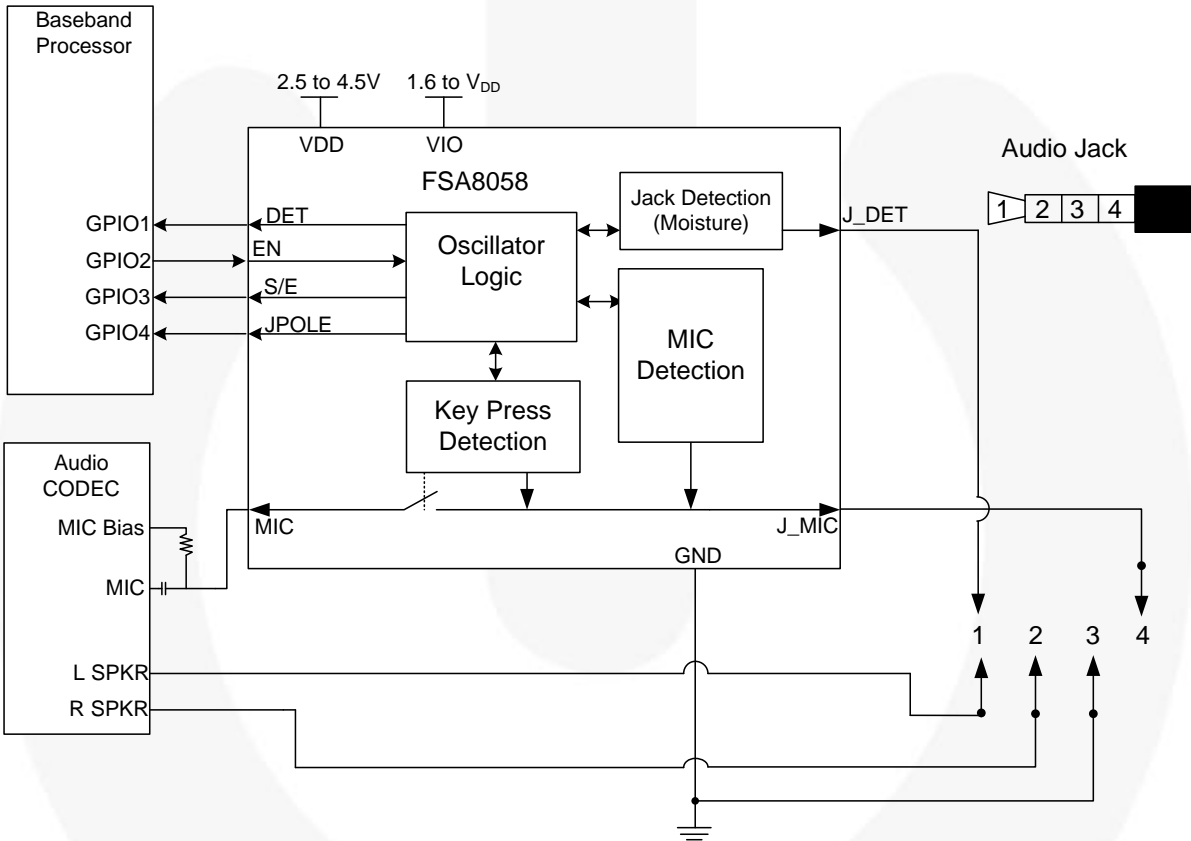 Baseband
Processor
2.5 to 4.5V
1.6 to VDD
VDD
VIO
FSA8058
Audio Jack
1 2 3 4
GPIO1
GPIO2
GPIO3
GPIO4
DET
EN
S/E
JPOLE
Oscillator
Logic
Jack Detection
(Moisture)
J_DET
MIC
Detection
Key Press
Detection
Audio
CODEC
MIC Bias
MIC
L SPKR
R SPKR
MIC
J_MIC
GND
1 2 3 4